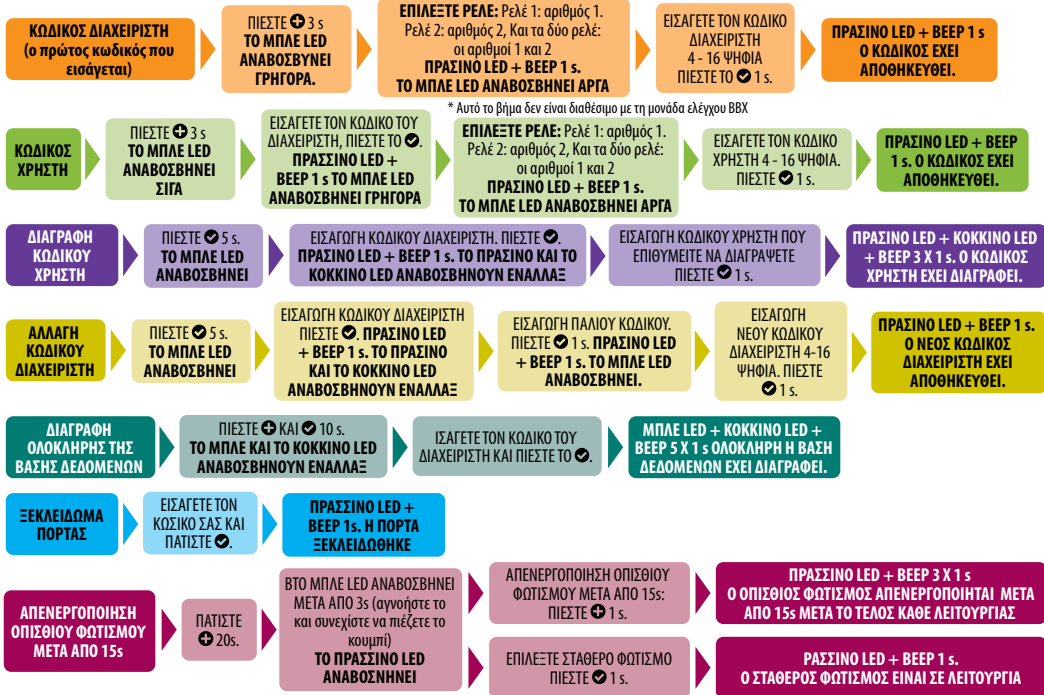 ΚΩΔΙΚΟΣ ΔΙΑΧΕΙΡΙΣΤΗ
(ο πρώτος κωδικός που
εισάγεται)
ΠΙΕΣΤΕ ➕ 3 s
ΤΟ ΜΠΛΕ LED
ΑΝΑΒΟΣΒΥΝΕΙ
ΓΡΗΓΟΡΑ.
ΕΠΙΛΕΞΤΕ ΡΕΛΕ: Ρελέ 1: αριθμός 1.
Ρελέ 2: αριθμός 2, Και τα δύο ρελέ:
οι αριθμοί 1 και 2
ΠΡΑΣΙΝΟ LED + BEEP 1 s.
ΤΟ ΜΠΛΕ LED ΑΝΑΒΟΣΒΗΝΕΙ ΑΡΓΑ
ΕΙΣΑΓΕΤΕ ΤΟΝ ΚΩΔΙΚΟ
ΔΙΑΧΕΙΡΙΣΤΗ
4 - 16 ΨΗΦΙΑ
ΠΙΕΣΤΕ ΤΟ ✔ 1 s.
ΠΡΑΣΙΝΟ LED + BEEP 1 s
Ο ΚΩΔΙΚΟΣ ΕΧΕΙ
ΑΠΟΘΗΚΕΥΘΕΙ.
* Αυτό το βήμα δεν είναι διαθέσιμο με τη μονάδα ελέγχου BBX
ΚΩΔΙΚΟΣ
ΧΡΗΣΤΗ
ΠΙΕΣΤΕ ➕ 3 s
ΤΟ ΜΠΛΕ LED
ΑΝΑΒΟΣΒΗΝΕΙ
ΣΙΓΑ
ΕΙΣΑΓΕΤΕ ΤΟΝ ΚΩΔΙΚΟ ΤΟΥ
ΔΙΑΧΕΙΡΙΣΤΗ, ΠΙΕΣΤΕ ΤΟ ✔.
ΠΡΑΣΣΙΝΟ LED +
BEEP 1 s ΤΟ ΜΠΛΕ LED
ΑΝΑΒΟΣΒΗΝΕΙ ΓΡΗΓΟΡΑ
ΕΠΙΛΕΞΤΕ ΡΕΛΕ: Ρελέ 1: αριθμός 1.
Ρελέ 2: αριθμός 2, Και τα δύο ρελέ:
οι αριθμοί 1 και 2
ΠΡΑΣΙΝΟ LED + BEEP 1 s.
ΤΟ ΜΠΛΕ LED ΑΝΑΒΟΣΒΗΝΕΙ ΑΡΓΑ
ΕΙΣΑΓΕΤΕ ΤΟΝ ΚΩΔΙΚΟ
ΧΡΗΣΤΗ 4 - 16 ΨΗΦΙΑ.
ΠΙΕΣΤΕ ✔ 1 s.
ΠΡΑΣΙΝΟ LED + BEEP
1 s. Ο ΚΩΔΙΚΟΣ ΕΧΕΙ
ΑΠΟΘΗΚΕΥΘΕΙ.
ΔΙΑΓΡΑΦΗ
ΚΩΔΙΚΟΥ
ΧΡΗΣΤΗ
ΠΙΕΣΤΕ ✔ 5 s.
ΤΟ ΜΠΛΕ LED
ΑΝΑΒΟΣΒΗΝΕΙ
ΕΙΣΑΓΩΓΗ ΚΩΔΙΚΟΥ ΔΙΑΧΕΙΡΙΣΤΗ. ΠΙΕΣΤΕ ✔.
ΠΡΑΣΙΝΟ LED + BEEP 1 s. ΤΟ ΠΡΑΣΙΝΟ ΚΑΙ ΤΟ
ΚΟΚΚΙΝΟ LED ΑΝΑΒΟΣΒΗΝΟΥΝ ΕΝΑΛΛΑΞ
ΕΙΣΑΓΩΓΗ ΚΩΔΙΚΟΥ ΧΡΗΣΤΗ ΠΟΥ
ΕΠΙΘΥΜΕΙΤΕ ΝΑ ΔΙΑΓΡΑΨΕΤΕ
ΠΙΕΣΤΕ ✔ 1 s.
ΠΡΑΣΙΝΟ LED + ΚΟΚΚΙΝΟ LED
+ BEEP 3 X 1 s. Ο ΚΩΔΙΚΟΣ
ΧΡΗΣΤΗ ΕΧΕΙ ΔΙΑΓΡΑΦΕΙ.
ΑΛΛΑΓΗ
ΚΩΔΙΚΟΥ
ΔΙΑΧΕΙΡΙΣΤΗ
ΠΙΕΣΤΕ ✔ 5 s.
ΤΟ ΜΠΛΕ LED
ΑΝΑΒΟΣΒΗΝΕΙ
ΕΙΣΑΓΩΓΗ ΚΩΔΙΚΟΥ ΔΙΑΧΕΙΡΙΣΤΗ
ΠΙΕΣΤΕ ✔. ΠΡΑΣΙΝΟ LED
+ BEEP 1 s. ΤΟ ΠΡΑΣΙΝΟ
ΚΑΙ ΤΟ ΚΟΚΚΙΝΟ LED
ΑΝΑΒΟΣΒΗΝΟΥΝ ΕΝΑΛΛΑΞ
ΕΙΣΑΓΩΓΗ ΠΑΛΙΟΥ ΚΩΔΙΚΟΥ.
ΠΙΕΣΤΕ ✔ 1 s. ΠΡΑΣΙΝΟ LED
+ BEEP 1 s. ΤΟ ΜΠΛΕ LED
ΑΝΑΒΟΣΒΗΝΕΙ.
ΕΙΣΑΓΩΓΗ
ΝΕΟΥ ΚΩΔΙΚΟΥ
ΔΙΑΧΕΙΡΙΣΤΗ 4-16
ΨΗΦΙΑ. ΠΙΕΣΤΕ
✔ 1 s.
ΠΡΑΣΙΝΟ LED + BEEP 1 s.
Ο ΝΕΟΣ ΚΩΔΙΚΟΣ
ΔΙΑΧΕΙΡΙΣΤΗ ΕΧΕΙ
ΑΠΟΘΗΚΕΥΘΕΙ.
ΔΙΑΓΡΑΦΗ
ΟΛΟΚΛΗΡΗΣ ΤΗΣ
ΒΑΣΗΣ ΔΕΔΟΜΕΝΩΝ
ΠΙΕΣΤΕ ➕ ΚΑΙ ✔ 10 s.
ΤΟ ΜΠΛΕ ΚΑΙ ΤΟ ΚΟΚΚΙΝΟ LED
ΑΝΑΒΟΣΒΗΝΟΥΝ ΕΝΑΛΛΑΞ
ΙΣΑΓΕΤΕ ΤΟΝ ΚΩΔΙΚΟ ΤΟΥ
ΔΙΑΧΕΙΡΙΣΤΗ ΚΑΙ ΠΙΕΣΤΕ ΤΟ ✔.
ΜΠΛΕ LED + ΚΟΚΚΙΝΟ LED +
BEEP 5 X 1 s ΟΛΟΚΛΗΡΗ Η ΒΑΣΗ
ΔΕΔΟΜΕΝΩΝ ΕΧΕΙ ΔΙΑΓΡΑΦΕΙ.
ΞΕΚΛΕΙΔΩΜΑ
ΠΟΡΤΑΣ
ΕΙΣΑΓΕΤΕ ΤΟΝ
ΚΩΣΙΚΟ ΣΑΣ ΚΑΙ
ΠΑΤΙΣΤΕ ✔.
ΠΡΑΣΣΙΝΟ LED +
BEEP 1s. Η ΠΟΡΤΑ
ΞΕΚΛΕΙΔΩΘΗΚΕ
ΑΠΕΝΕΡΓΟΠΟΙΗΣΗ
ΟΠΙΣΘΙΟΥ ΦΩΤΙΣΜΟΥ
ΜΕΤΑ ΑΠΟ 15s
ΠΑΤΙΣΤΕ
➕ 20s.
ΒΤΟ ΜΠΛΕ LED ΑΝΑΒΟΣΒΗΝΕΙ
ΜΕΤΑ ΑΠΟ 3s (αγνοήστε το
και συνεχίστε να πιέζετε το
κουμπί)
ΤΟ ΠΡΑΣΣΙΝΟ LED
ΑΝΑΒΟΣΝΗΝΕΙ
ΑΠΕΝΕΡΓΟΠΟΙΗΣΗ ΟΠΙΣΘΙΟΥ
ΦΩΤΙΣΜΟΥ ΜΕΤΑ ΑΠΟ 15s:
ΠΙΕΣΤΕ ➕ 1 s.
ΠΡΑΣΣΙΝΟ LED + BEEP 3 X 1 s
Ο ΟΠΙΣΘΙΟΣ ΦΩΤΙΣΜΟΣ ΑΠΕΝΕΡΓΟΠΟΙΗΤΑΙ ΜΕΤΑ
ΑΠΟ 15s ΜΕΤΑ ΤΟ ΤΕΛΟΣ ΚΑΘΕ ΛΕΙΤΟΥΡΓΙΑΣ
ΕΠΙΛΕΞΤΕ ΣΤΑΘΕΡΟ ΦΩΤΙΣΜΟ
ΠΙΕΣΤΕ ✔ 1 s.
ΡΑΣΣΙΝΟ LED + BEEP 1 s.
Ο ΣΤΑΘΕΡΟΣ ΦΩΤΙΣΜΟΣ ΕΙΝΑΙ ΣΕ ΛΕΙΤΟΥΡΓΙΑ